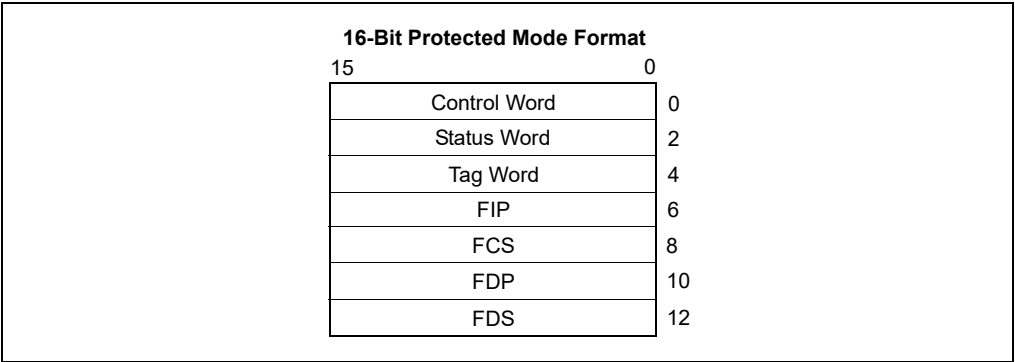 16-Bit Protected Mode Format
15 0
Control Word 0
Status Word 2
Tag Word 4
FIP 6
FCS 8
FDP 10
FDS 12